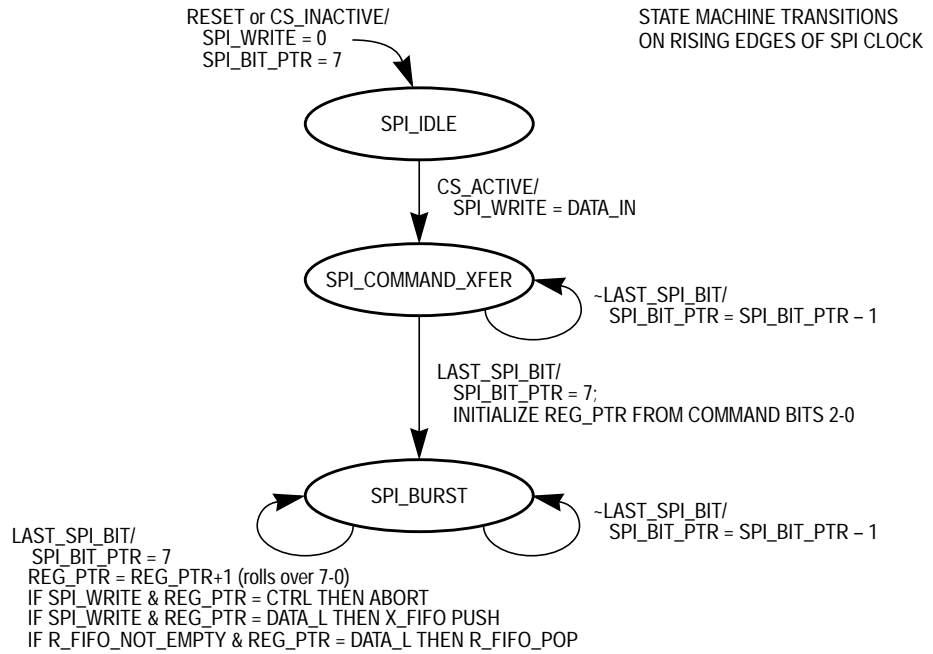 RESET or CS_INACTIVE/
SPI_WRITE = 0
SPI_BIT_PTR = 7
STATE MACHINE TRANSITIONS
ON RISING EDGES OF SPI CLOCK
SPI_IDLE
CS_ACTIVE/
SPI_WRITE = DATA_IN
SPI_COMMAND_XFER
~LAST_SPI_BIT/
SPI_BIT_PTR = SPI_BIT_PTR – 1
LAST_SPI_BIT/
SPI_BIT_PTR = 7;
INITIALIZE REG_PTR FROM COMMAND BITS 2-0
SPI_BURST
~LAST_SPI_BIT/
SPI_BIT_PTR = SPI_BIT_PTR – 1
LAST_SPI_BIT/
SPI_BIT_PTR = 7
REG_PTR = REG_PTR+1 (rolls over 7-0)
IF SPI_WRITE & REG_PTR = CTRL THEN ABORT
IF SPI_WRITE & REG_PTR = DATA_L THEN X_FIFO PUSH
IF R_FIFO_NOT_EMPTY & REG_PTR = DATA_L THEN R_FIFO_POP